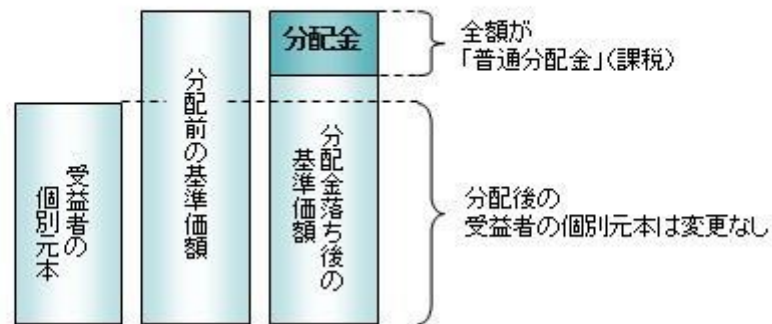 受益者の
個別元本
分配前の基準価額
分配金
分配金落ち後の
基準価額
全額が
「普通分配金」(課税)
分配後の
受益者の個別元本は変更なし